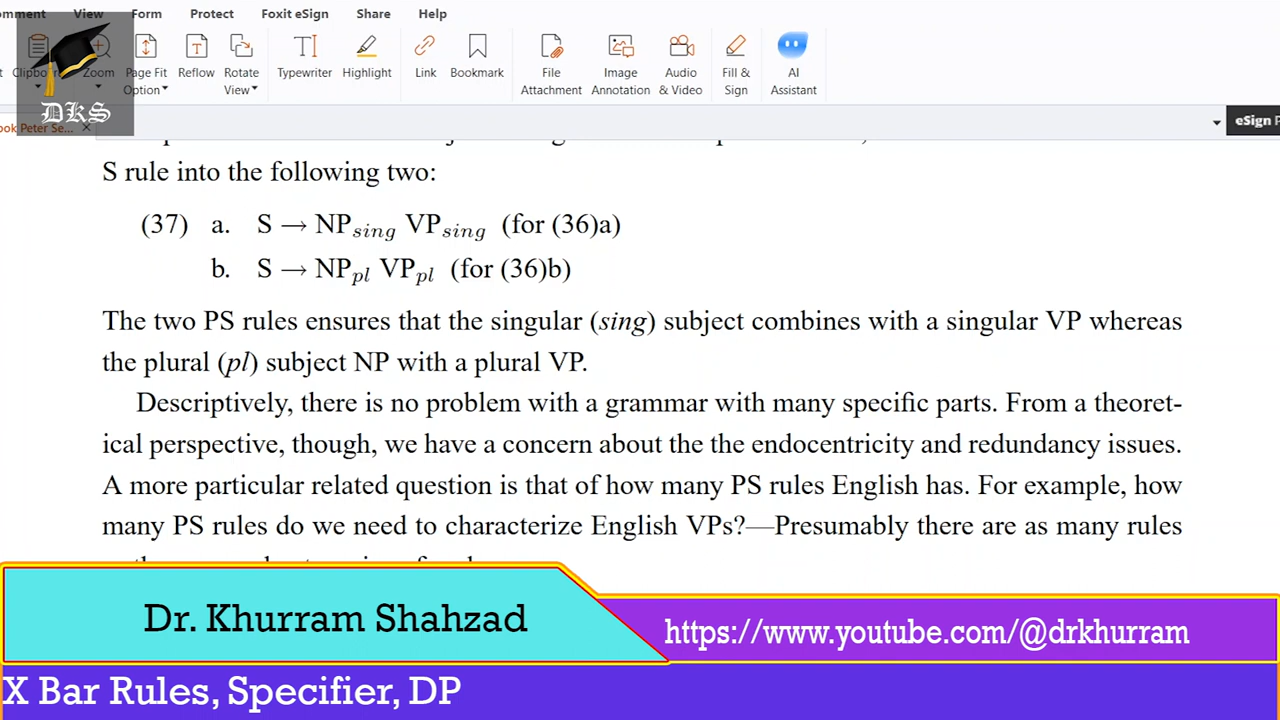 omment View Form Protect Foxit eSign Share Help
Clipbo Zoom Page Fit Option Reflow Rotate View Typewriter Highlight Link Bookmark File Attachment Image Annotation Audio & Video Fill & Sign AI Assistant
DKS
ook Peter Se... eSign
S rule into the following two:
(37) a. S → NPsing VPsing (for (36)a)
b. S → NPpl VPpl (for (36)b)
The two PS rules ensures that the singular (sing) subject combines with a singular VP whereas
the plural (pl) subject NP with a plural VP.
Descriptively, there is no problem with a grammar with many specific parts. From a theoret-
ical perspective, though, we have a concern about the the endocentricity and redundancy issues.
A more particular related question is that of how many PS rules English has. For example, how
many PS rules do we need to characterize English VPs?—Presumably there are as many rules
Dr. Khurram Shahzad
https://www.youtube.com/@drkhurram
X Bar Rules, Specifier, DP